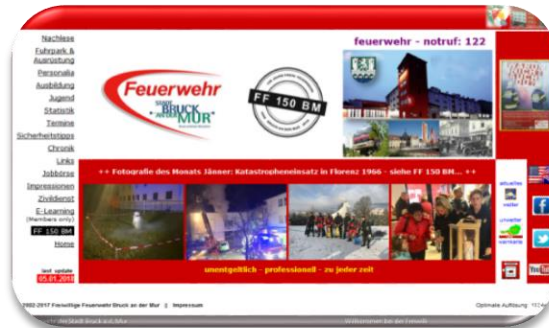 feuerwehr - notruf: 122
Nachlese
Fuhrpark &
Ausrüstung
Personalia
Ausbildung
Jugend
Statistik
Termine
Sicherheitstipps
Chronik
Links
Jobbörse
Impressionen
Zivildienst
E-Learning
(Members only)
FF 150 BM
Home
last update
05.01.2018
Feuerwehr
STADT
BRUCK
AN DER
MUR
FF 150 BM
++ Fotografie des Monats Jänner: Katastropheneinsatz in Florenz 1966 - siehe FF 150 BM... ++
unentgeltlich - professionell - zu jeder zeit
aktuelles
wetter
unwetter
warnkarte
You
2002-2017 Freiwillige Feuerwehr Bruck an der Mur || Impressum
Optimale Auflösung: